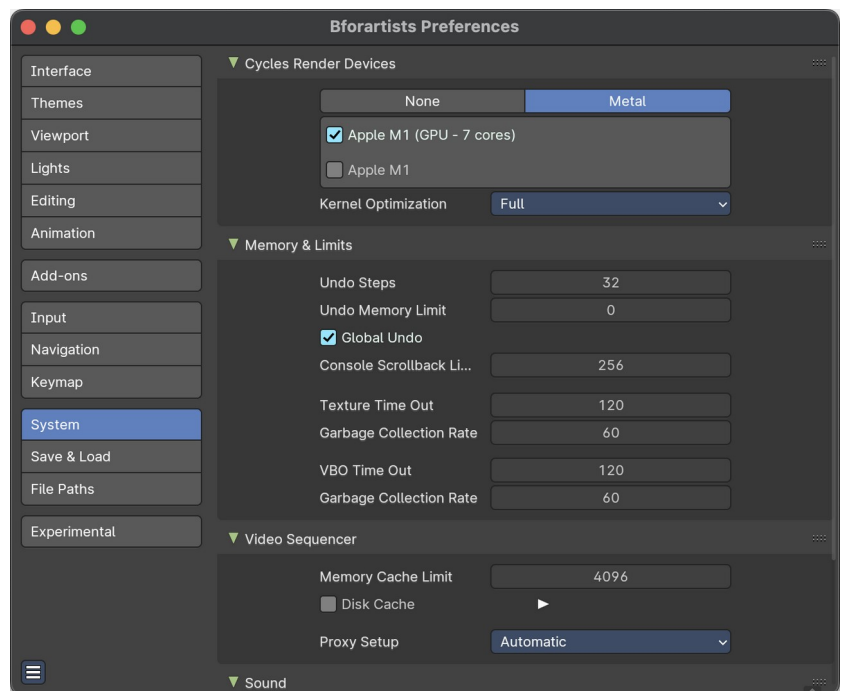 Bforartists Preferences
Interface
Themes
Viewport
Lights
Editing
Animation
Add-ons
Input
Navigation
Keymap
System
Save & Load
File Paths
Experimental
Cycles Render Devices
None Metal
Apple M1 (GPU - 7 cores)
Apple M1
Kernel Optimization Full
Memory & Limits
Undo Steps 32
Undo Memory Limit 0
Global Undo
Console Scrollback Li... 256
Texture Time Out 120
Garbage Collection Rate 60
VBO Time Out 120
Garbage Collection Rate 60
Video Sequencer
Memory Cache Limit 4096
Disk Cache
Proxy Setup Automatic
Sound